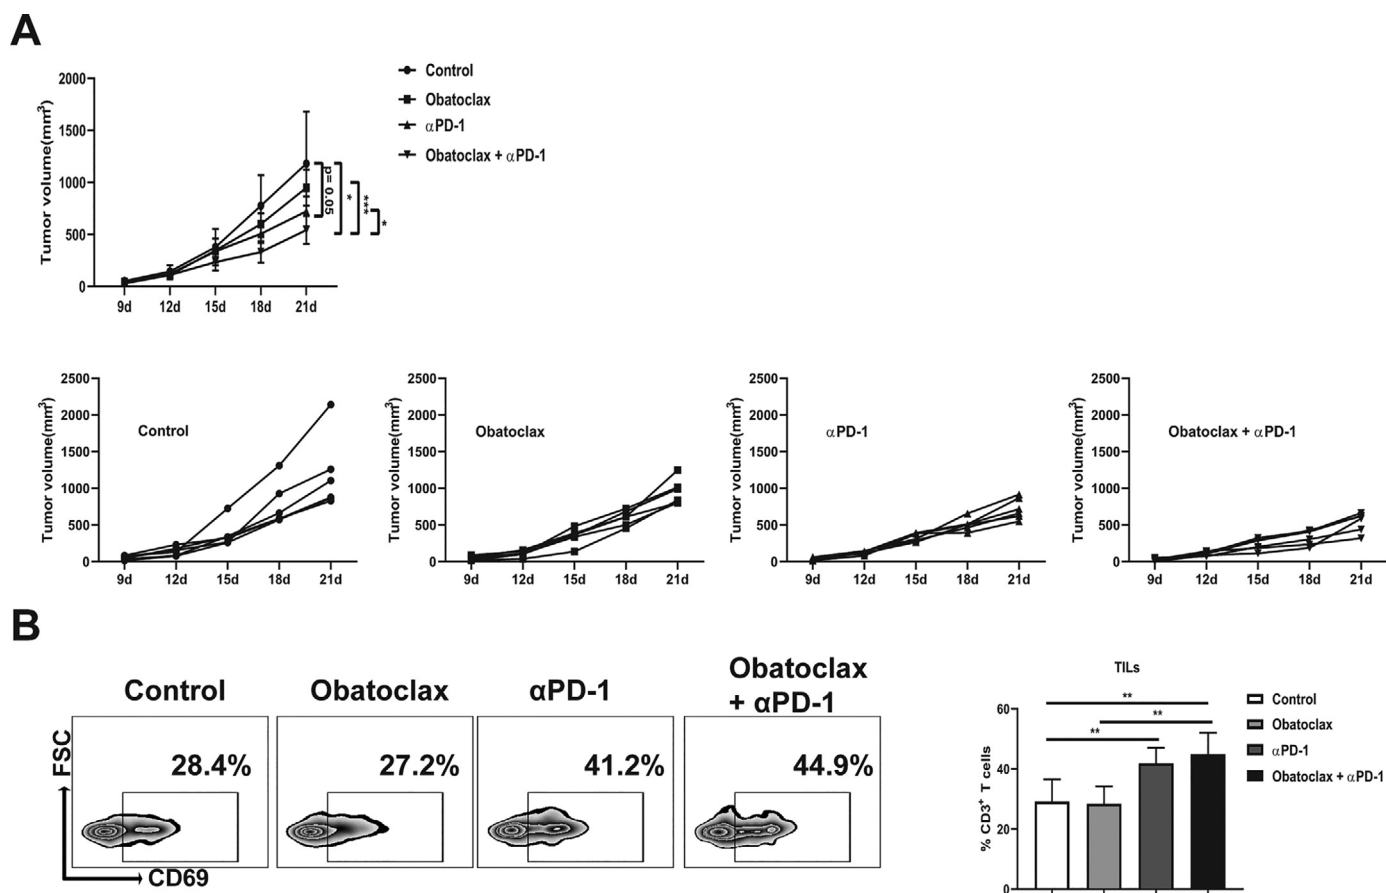 A
Tumor volume(mm³)
2000
1500
1000
500
0
9d 12d 15d 18d 21d
Control
Obatoclax
αPD-1
Obatoclax + αPD-1
p= 0.05
*
***
*
Tumor volume(mm³)
2500
2000
1500
1000
500
0
Control
9d 12d 15d 18d 21d
Tumor volume(mm³)
2500
2000
1500
1000
500
0
Obatoclax
9d 12d 15d 18d 21d
Tumor volume(mm³)
2500
2000
1500
1000
500
0
αPD-1
9d 12d 15d 18d 21d
Tumor volume(mm³)
2500
2000
1500
1000
500
0
Obatoclax + αPD-1
9d 12d 15d 18d 21d
B
Control
Obatoclax
αPD-1
Obatoclax
+ αPD-1
28.4%
27.2%
41.2%
44.9%
FSC
CD69
TILs
% CD3⁺ T cells
60
40
20
0
**
**
**
Control
Obatoclax
αPD-1
Obatoclax + αPD-1